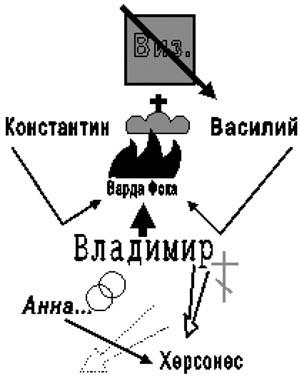 Виз.
Константин Василий
Варда Фока
Владимир
Анна...
Херсонес